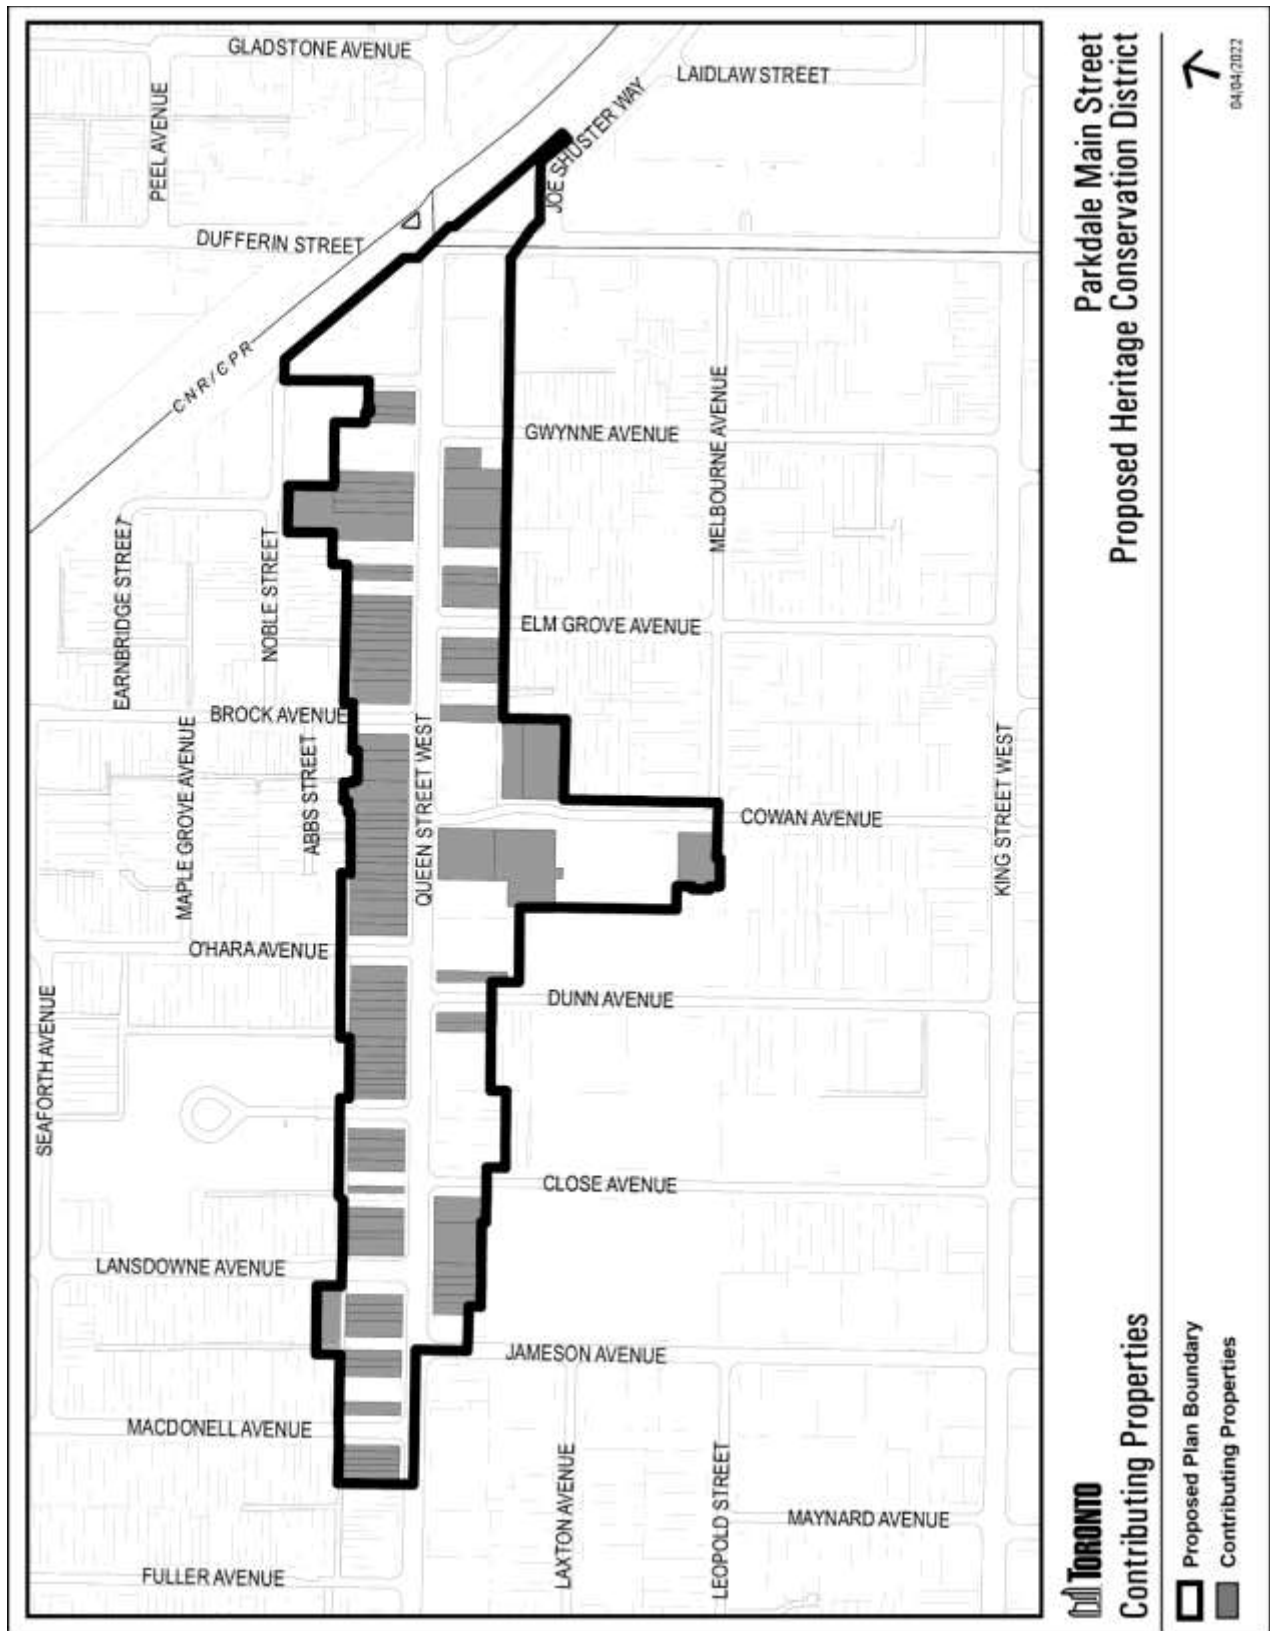 GLADSTONE AVENUE
PEEL AVENUE
LAIDLAW STREET
JOE SHUSTER WAY
DUFFERIN STREET
CNR/CPR
GWYNNE AVENUE
MELBOURNE AVENUE
EARNBRIDGE STREET
NOBLE STREET
ELM GROVE AVENUE
BROCK AVENUE
MAPLE GROVE AVENUE
ABBS STREET
QUEEN STREET WEST
COWAN AVENUE
KING STREET WEST
O'HARA AVENUE
DUNN AVENUE
SEAFORTH AVENUE
CLOSE AVENUE
LANSDOWNE AVENUE
JAMESON AVENUE
MACDONELL AVENUE
LAXTON AVENUE
LEOPOLD STREET
MAYNARD AVENUE
FULLER AVENUE
TORONTO
Contributing Properties
Parkdale Main Street
Proposed Heritage Conservation District
Proposed Plan Boundary
Contributing Properties
04/04/2022